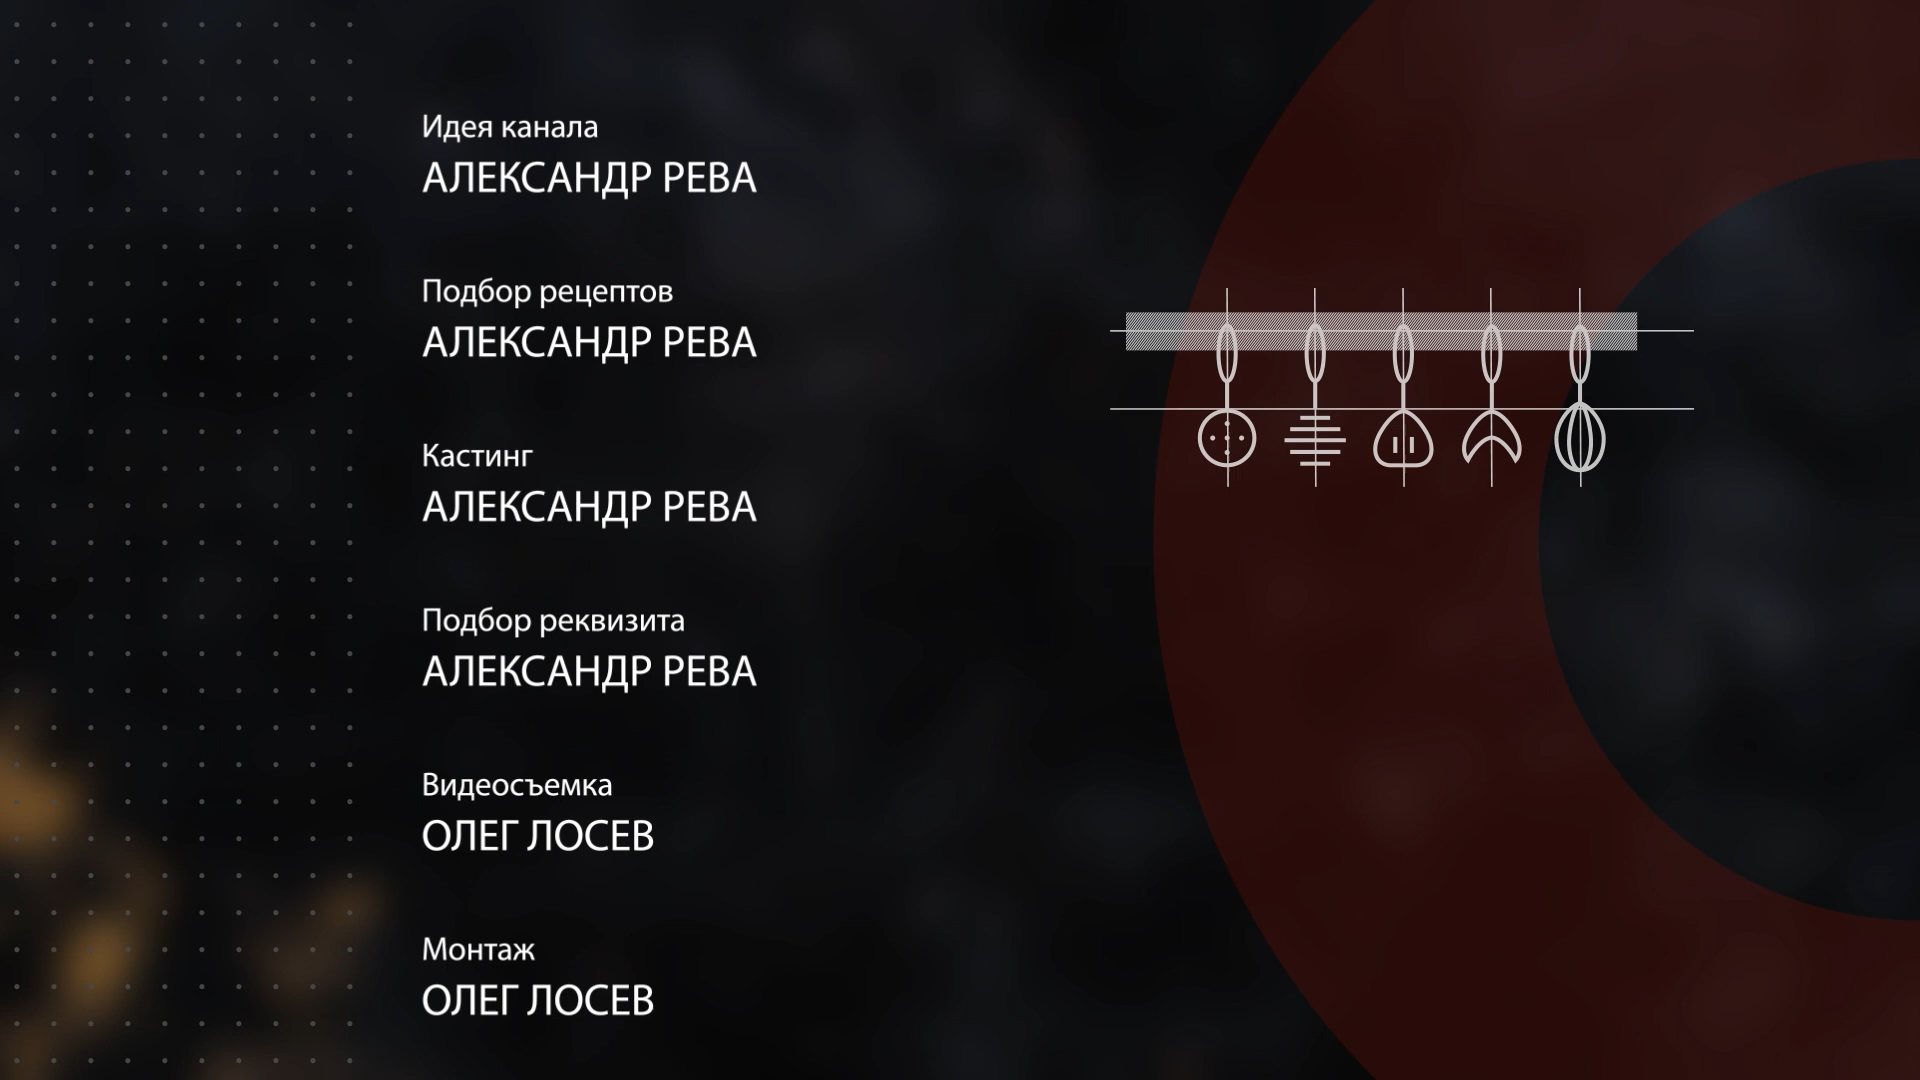 Идея канала
АЛЕКСАНДР РЕВА
Подбор рецептов
АЛЕКСАНДР РЕВА
Кастинг
АЛЕКСАНДР РЕВА
Подбор реквизита
АЛЕКСАНДР РЕВА
Видеосъемка
ОЛЕГ ЛОСЕВ
Монтаж
ОЛЕГ ЛОСЕВ